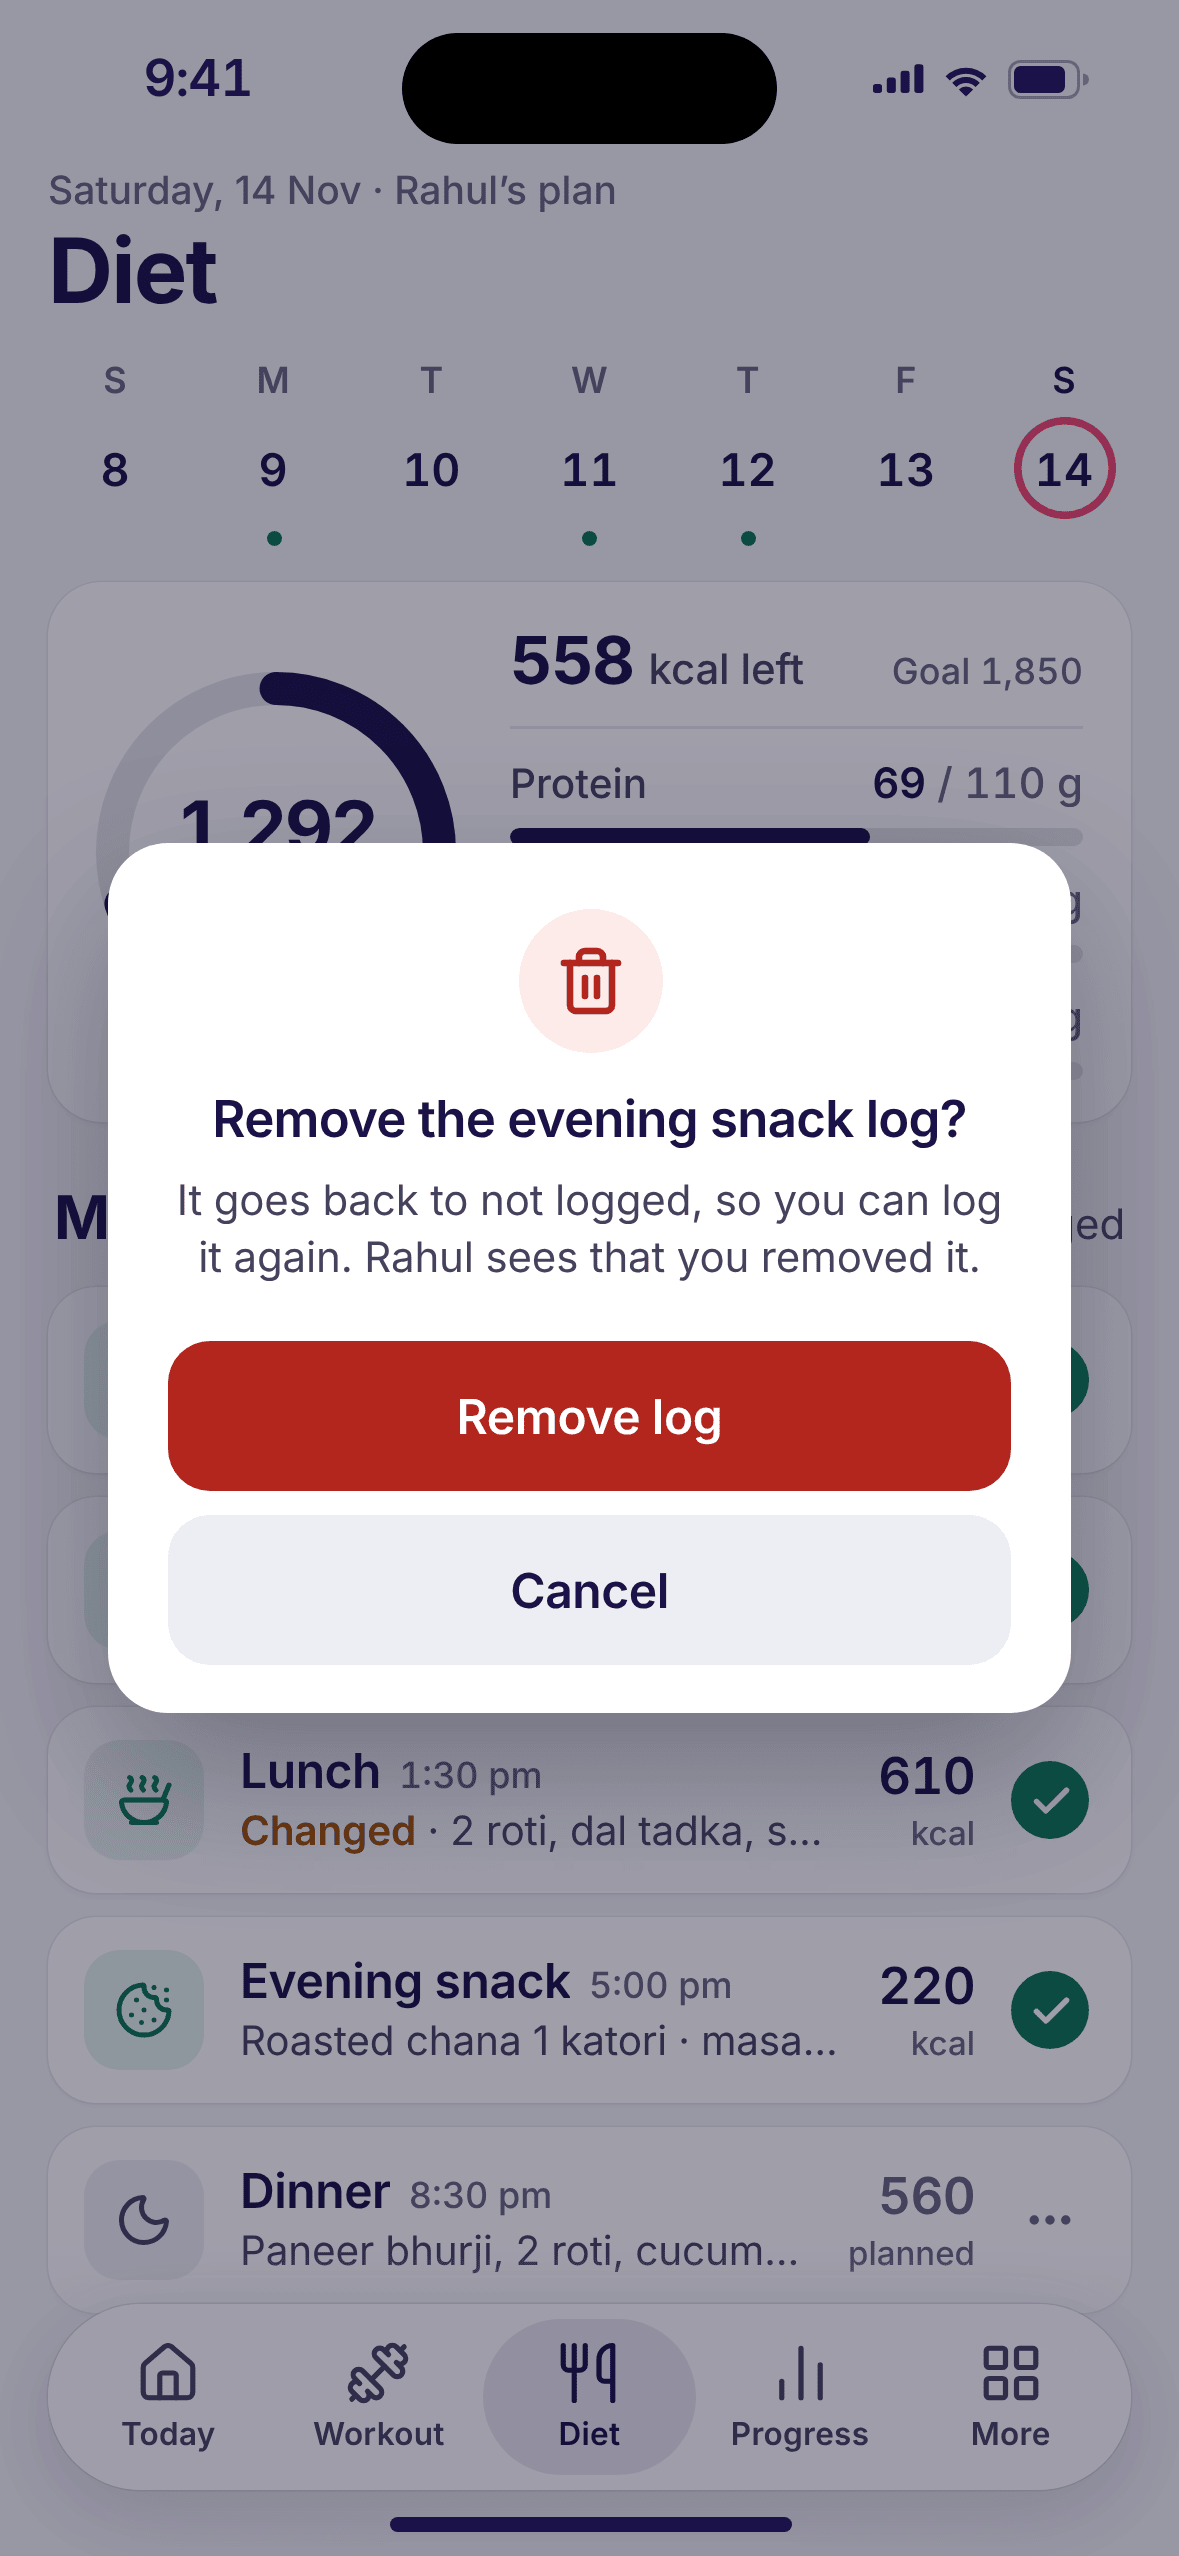 9:41
Saturday, 14 Nov · Rahul’s plan
Diet
S M T W T F S
8 9 10 11 12 13 14
558 kcal left Goal 1,850
Protein 69 / 110 g
1,292
g
g
Remove the evening snack log?
It goes back to not logged, so you can log
it again. Rahul sees that you removed it.
Remove log
Cancel
Lunch 1:30 pm 610
Changed · 2 roti, dal tadka, s... kcal
Evening snack 5:00 pm 220
Roasted chana 1 katori · masa... kcal
Dinner 8:30 pm 560
Paneer bhurji, 2 roti, cucum... planned
Today Workout Diet Progress More